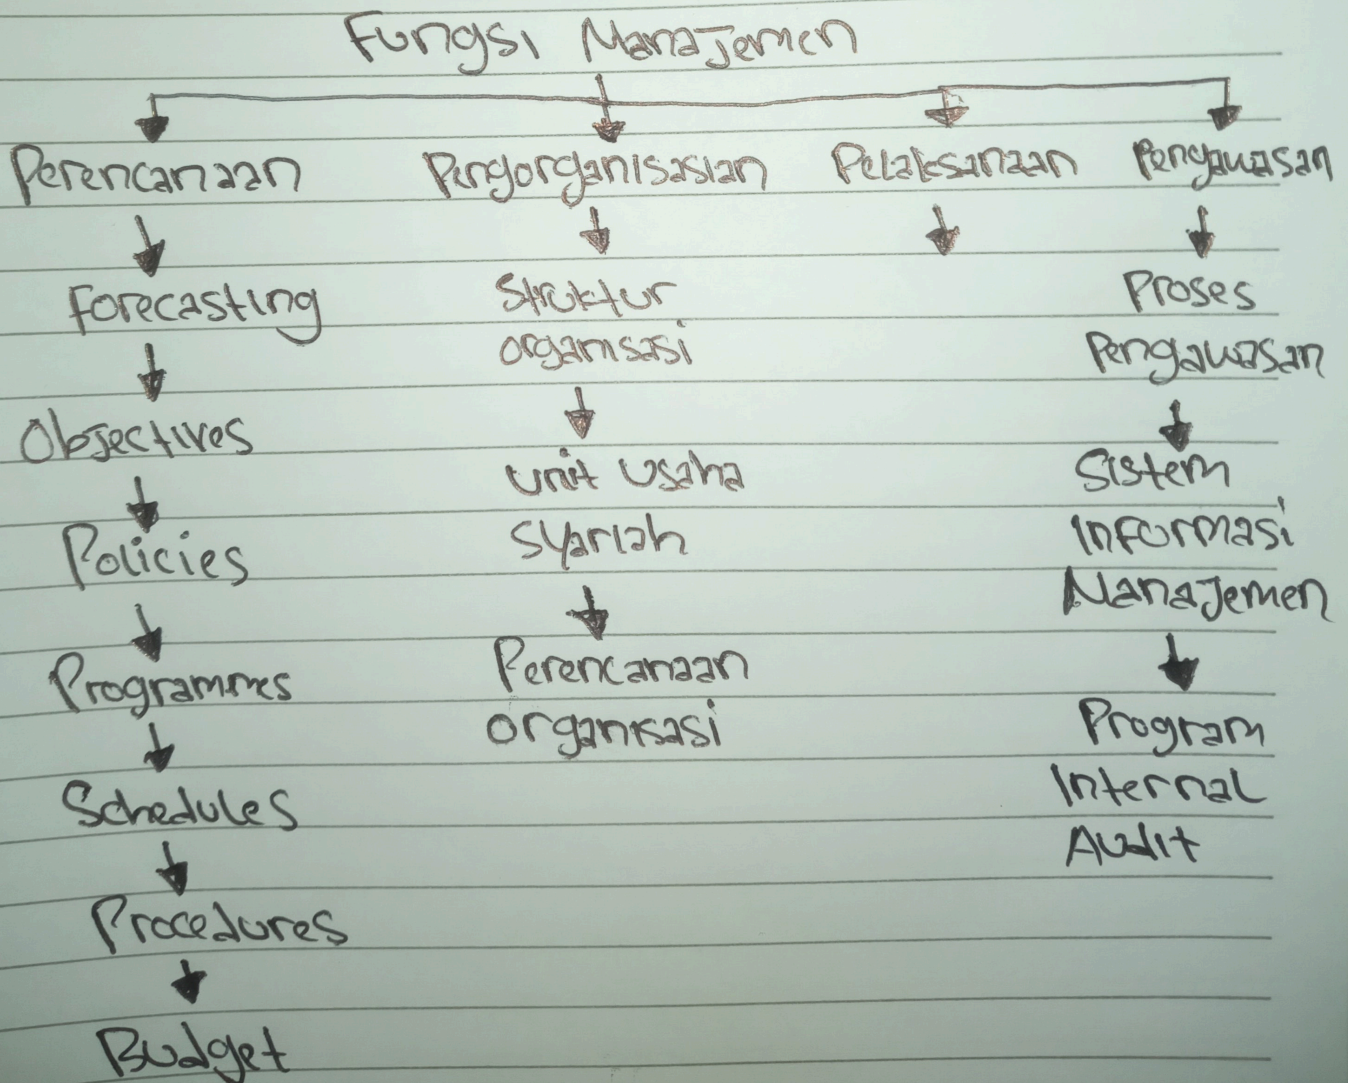 Fungsi Manajemen
Perencanaan
Pengorganisasian
Pelaksanaan
Pengawasan
Forecasting
Objectives
Policies
Programmes
Schedules
Procedures
Budget
Struktur
organisasi
unit usaha
syariah
Perencanaan
organisasi
Proses
Pengawasan
Sistem
Informasi
Manajemen
Program
Internal
Audit